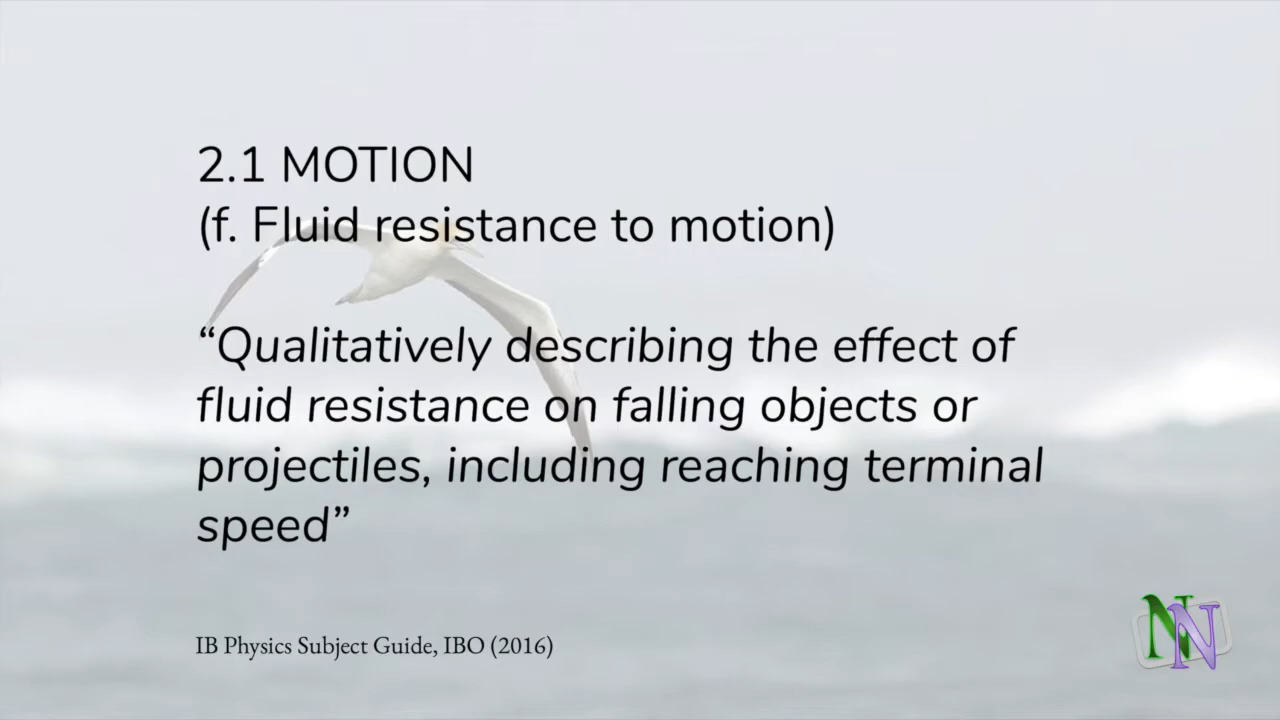 2.1 MOTION
(f. Fluid resistance to motion)
“Qualitatively describing the effect of
fluid resistance on falling objects or
projectiles, including reaching terminal
speed”
IB Physics Subject Guide, IBO (2016)
NN